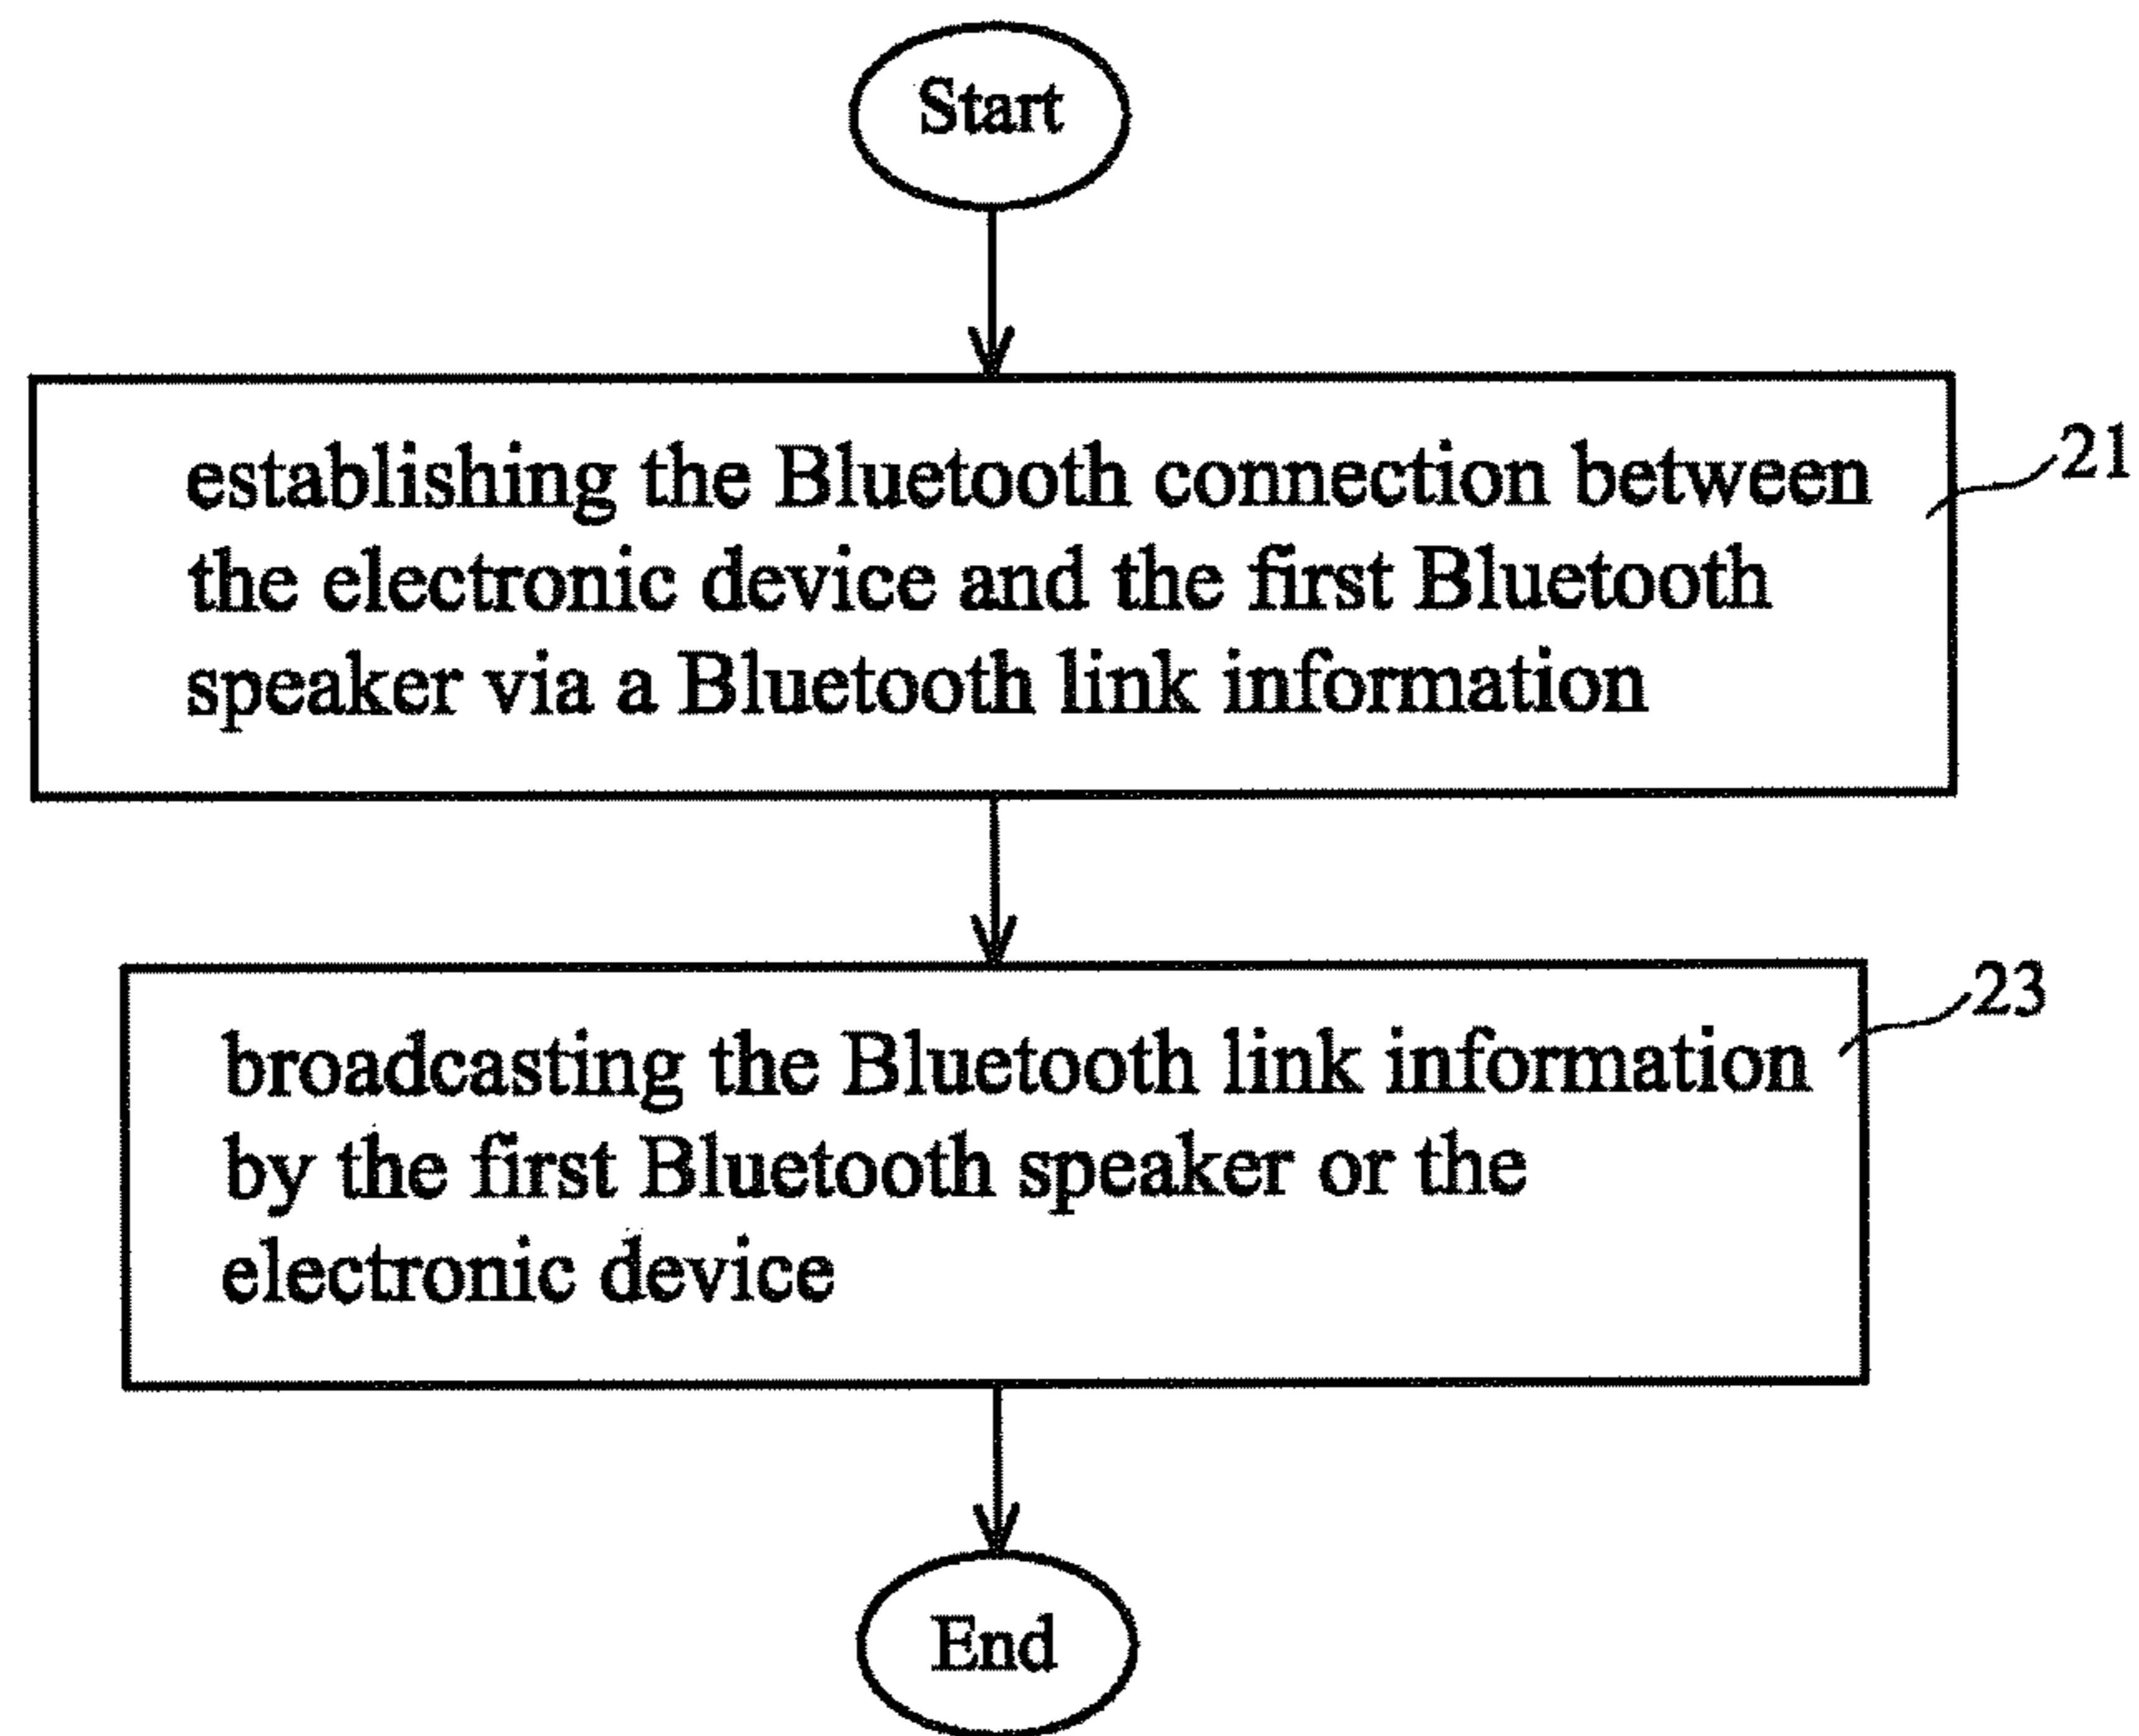 Start
establishing the Bluetooth connection between
the electronic device and the first Bluetooth
speaker via a Bluetooth link information
21
broadcasting the Bluetooth link information
by the first Bluetooth speaker or the
electronic device
23
End